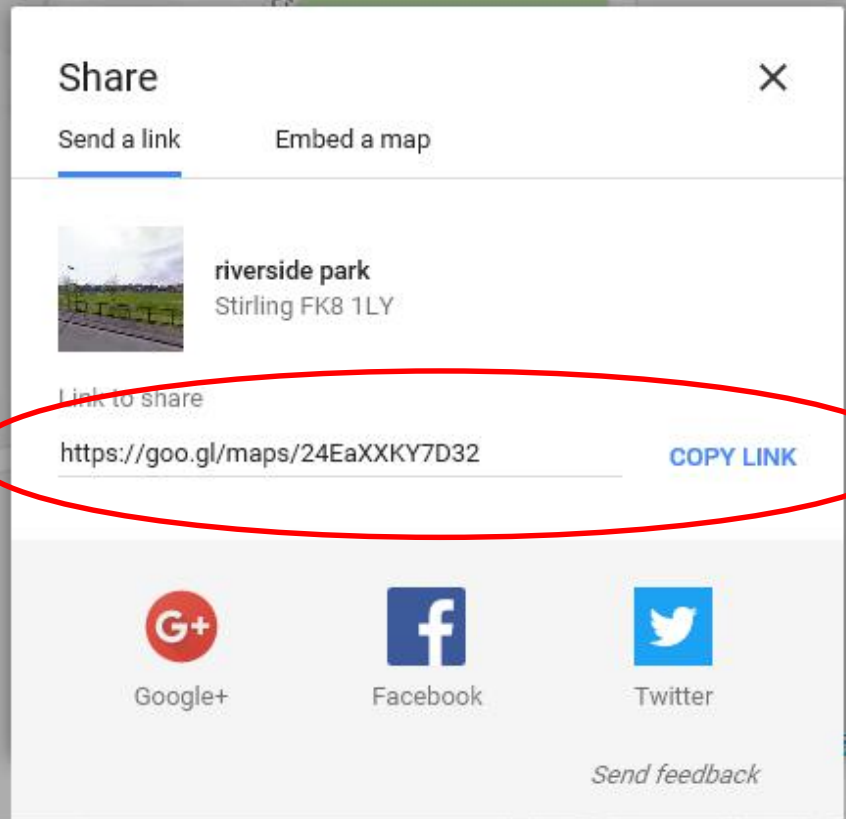 Share
Send a link Embed a map
riverside park
Stirling FK8 1LY
Link to share
https://goo.gl/maps/24EaXXKY7D32 COPY LINK
G+ f
Google+ Facebook Twitter
Send feedback